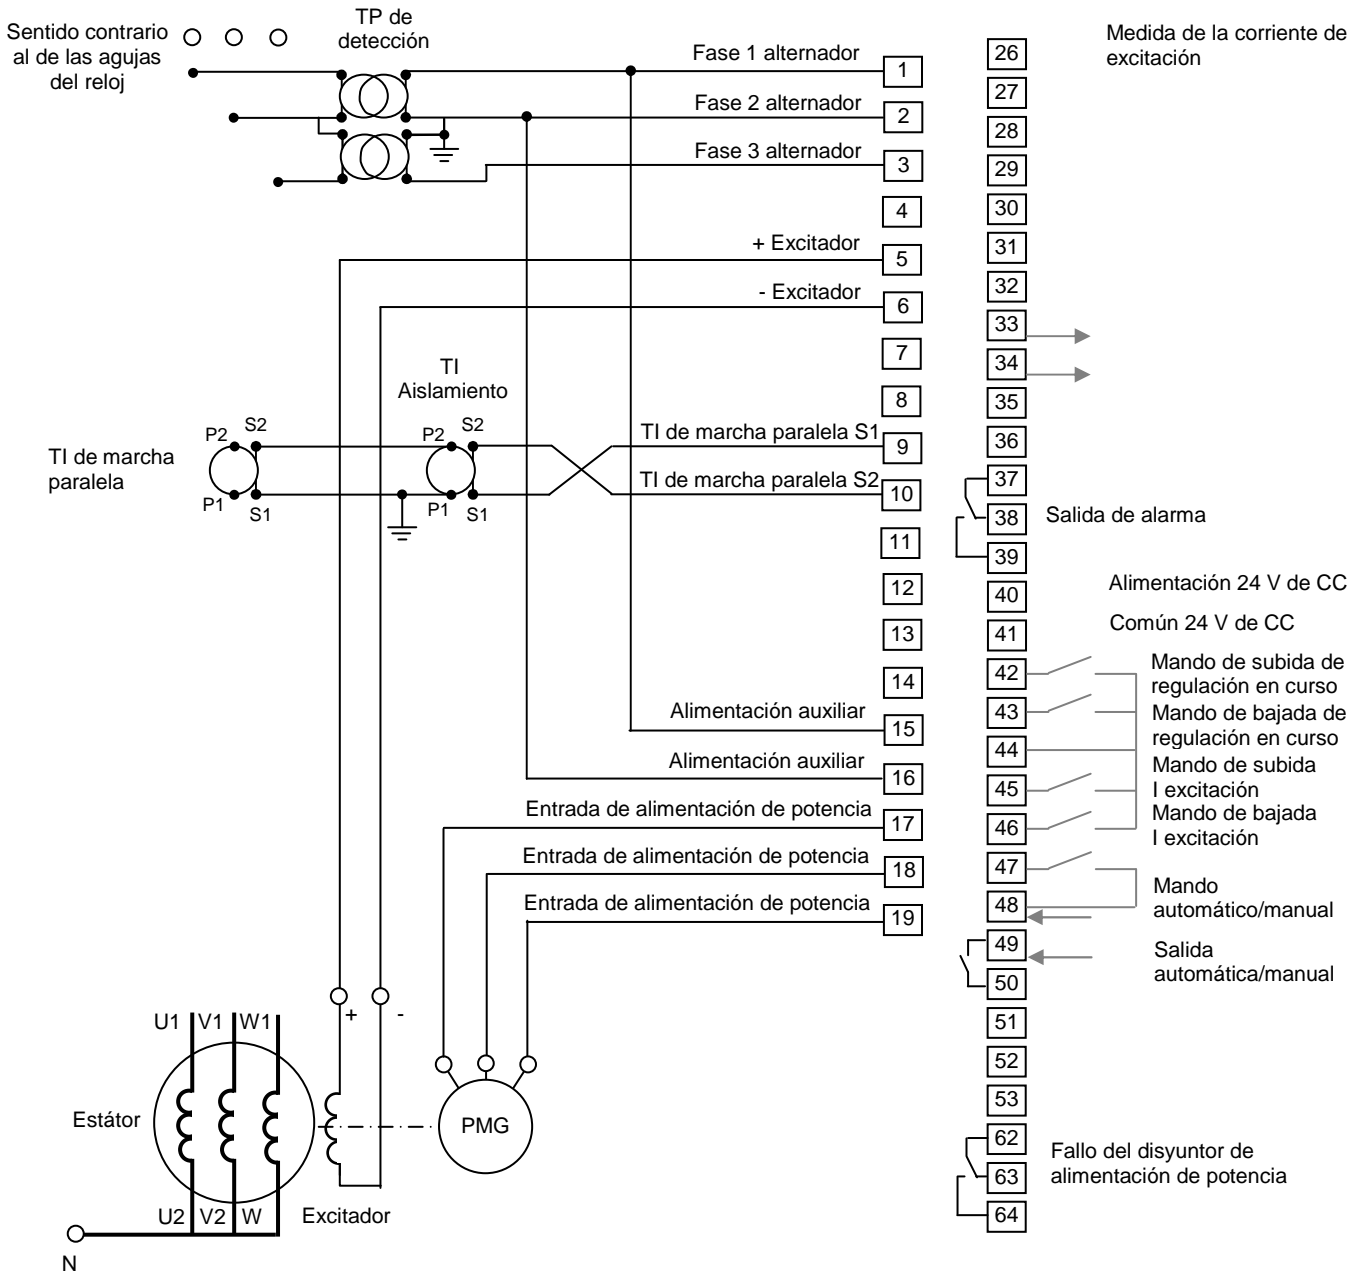 Sentido contrario
al de las agujas
del reloj
TP de
detección
Fase 1 alternador
1
Fase 2 alternador
2
Fase 3 alternador
3
4
+ Excitador
5
- Excitador
6
7
TI
Aislamiento
8
TI de marcha
paralela
P2
S2
P1
S1
P2
S2
P1
S1
TI de marcha paralela S1
9
TI de marcha paralela S2
10
11
12
13
14
Alimentación auxiliar
15
Alimentación auxiliar
16
Entrada de alimentación de potencia
17
Entrada de alimentación de potencia
18
Entrada de alimentación de potencia
19
+
-
U1
V1
W1
Estátor
PMG
U2
V2
W
Excitador
N
Medida de la corriente de
excitación
26
27
28
29
30
31
32
33
34
35
36
37
38
Salida de alarma
39
Alimentación 24 V de CC
40
Común 24 V de CC
41
42
Mando de subida de
regulación en curso
43
Mando de bajada de
regulación en curso
44
Mando de subida
I excitación
45
Mando de bajada
I excitación
46
47
Mando
automático/manual
48
49
Salida
automática/manual
50
51
52
53
62
Fallo del disyuntor de
alimentación de potencia
63
64